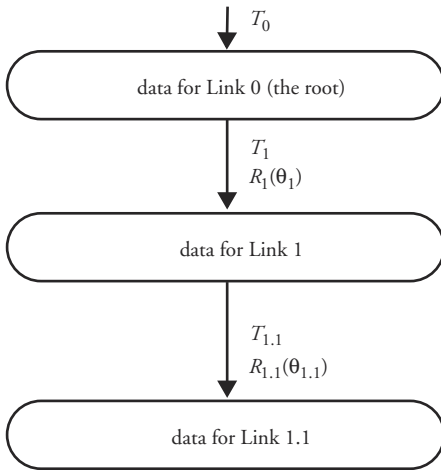 T₀
data for Link 0 (the root)
T₁
R₁(θ₁)
data for Link 1
T₁.₁
R₁.₁(θ₁.₁)
data for Link 1.1